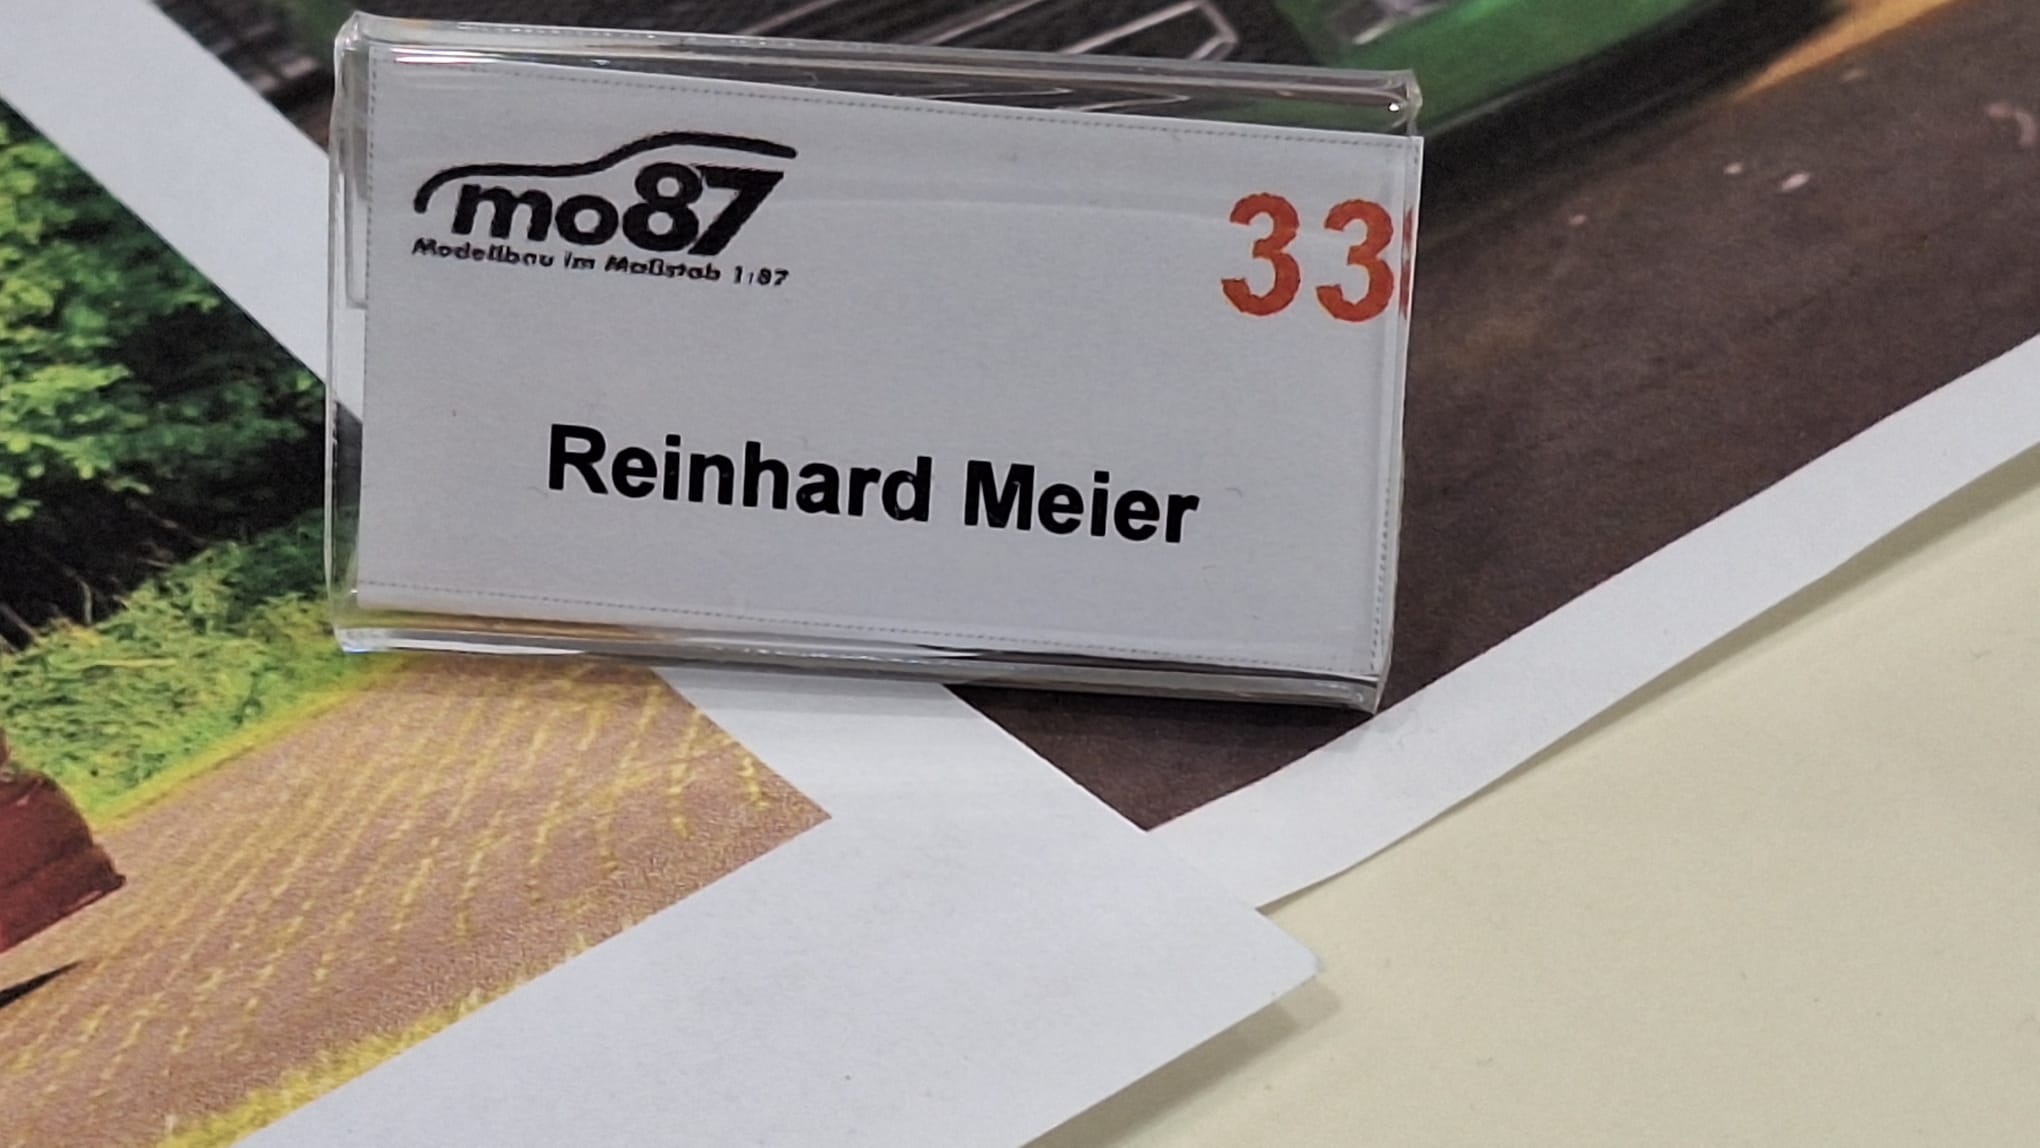 mo87
Modellbau im Maßstab 1:87
33
Reinhard Meier